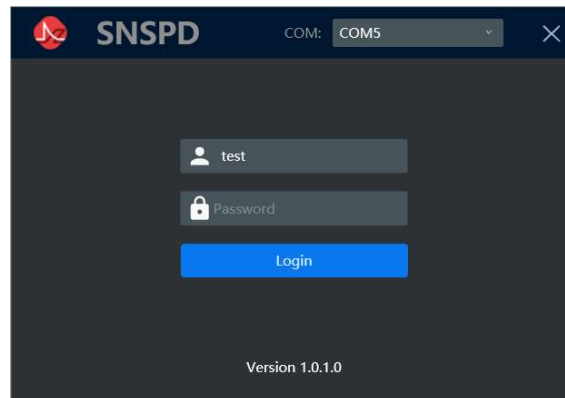 SNSPD COM: COM5
test
Password
Login
Version 1.0.1.0